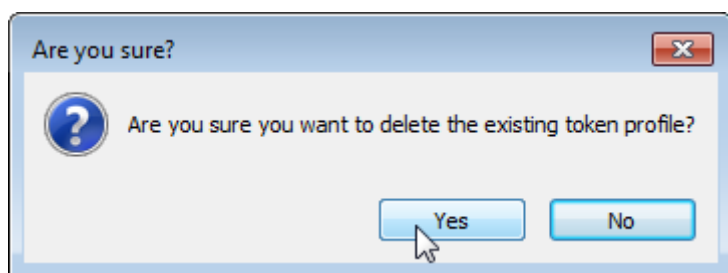 Are you sure?
Are you sure you want to delete the existing token profile?
Yes No